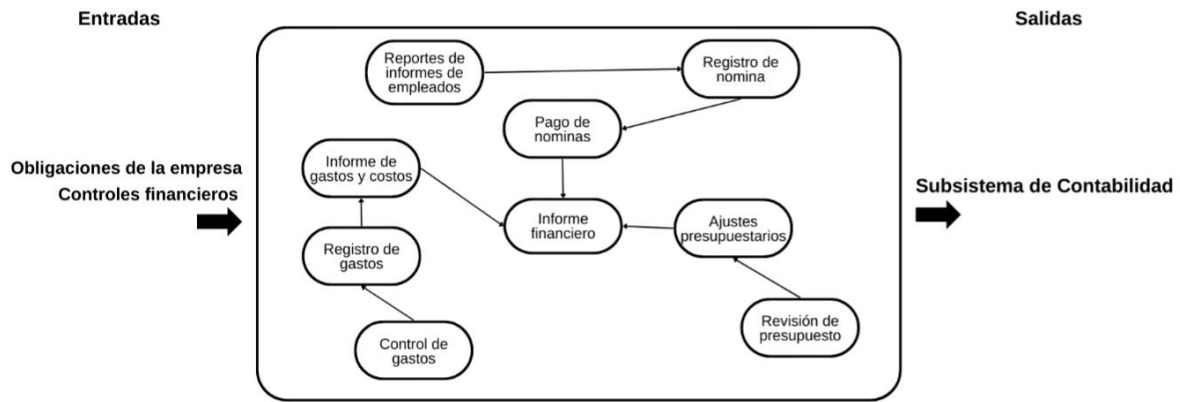 Entradas
Salidas
Reportes de
informes de
empleados
Registro de
nomina
Pago de
nominas
Obligaciones de la empresa
Controles financieros
Informe de
gastos y costos
Subsistema de Contabilidad
Informe
financiero
Ajustes
presupuestarios
Registro de
gastos
Revisión de
presupuesto
Control de
gastos